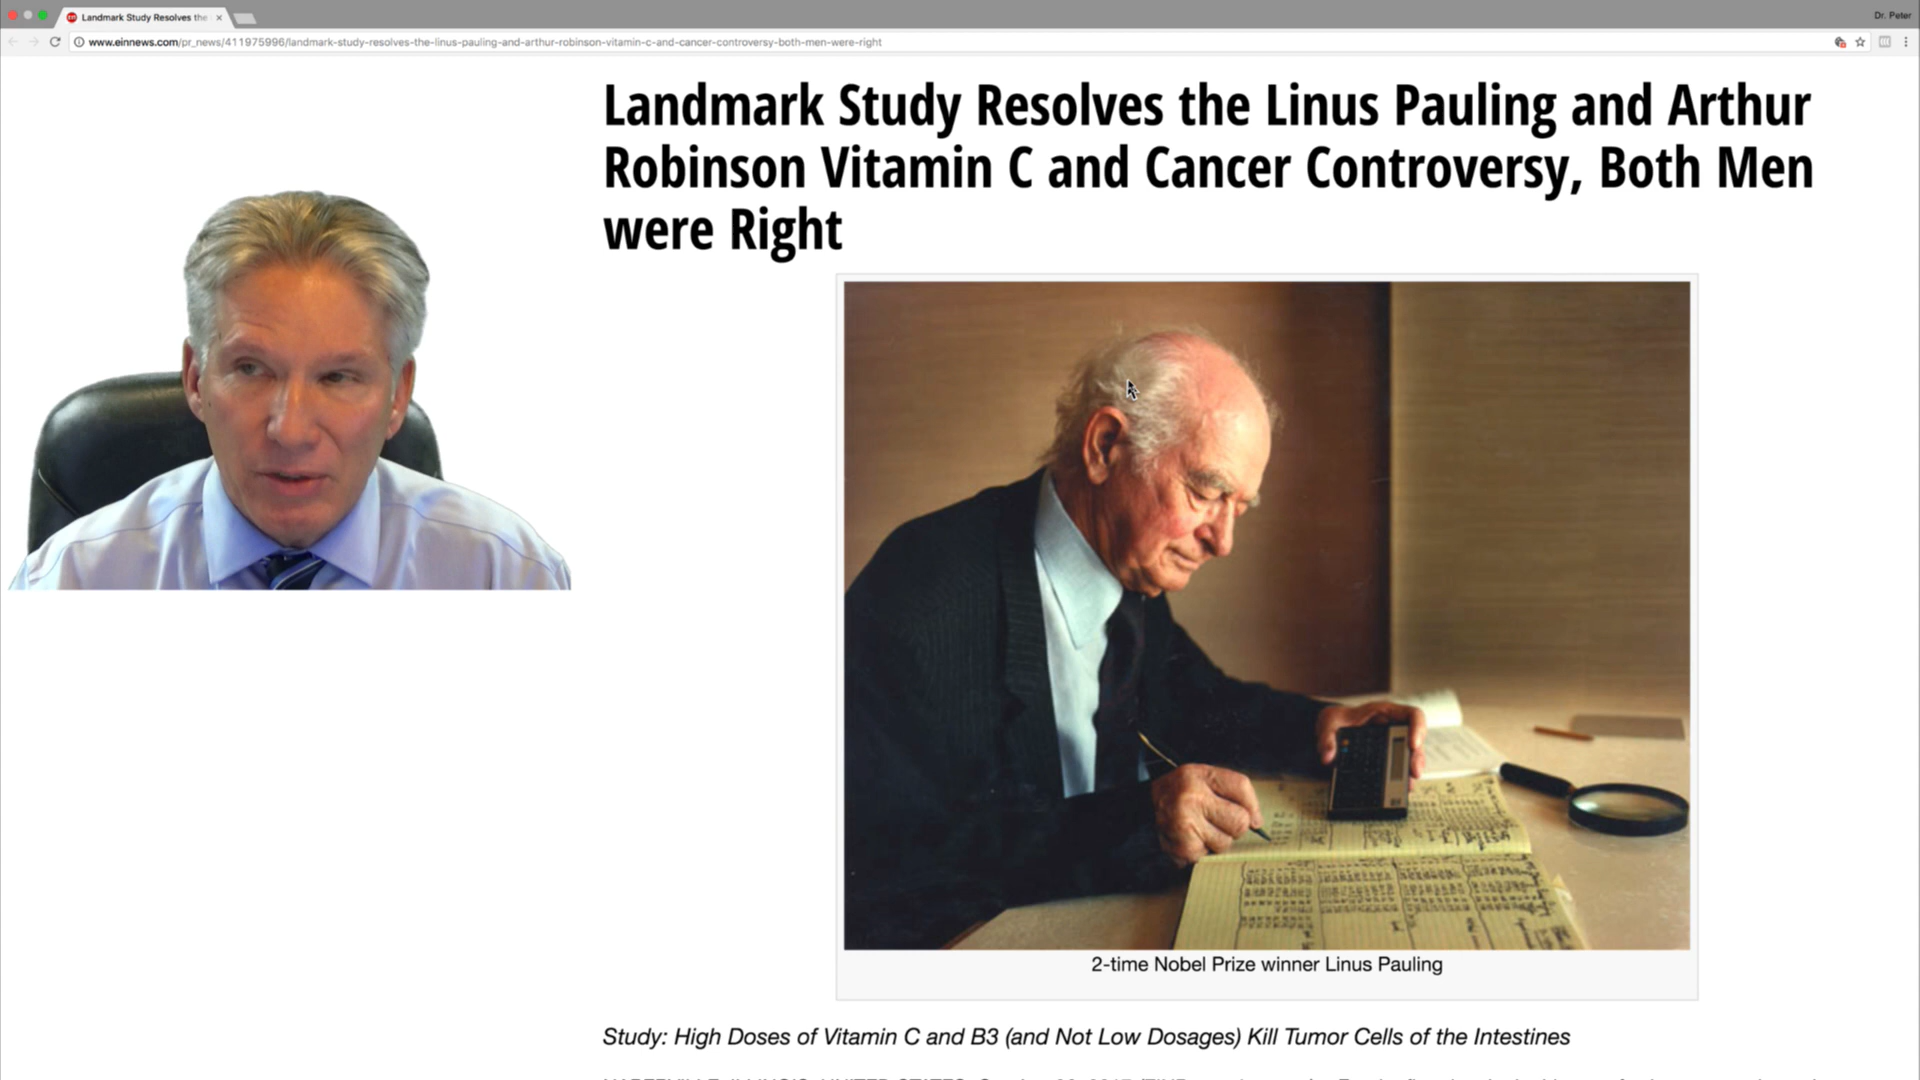 Landmark Study Resolves the
Dr. Peter
www.einnews.com/pr_news/411975996/landmark-study-resolves-the-linus-pauling-and-arthur-robinson-vitamin-c-and-cancer-controversy-both-men-were-right
Landmark Study Resolves the Linus Pauling and Arthur
Robinson Vitamin C and Cancer Controversy, Both Men
were Right
2-time Nobel Prize winner Linus Pauling
Study: High Doses of Vitamin C and B3 (and Not Low Dosages) Kill Tumor Cells of the Intestines